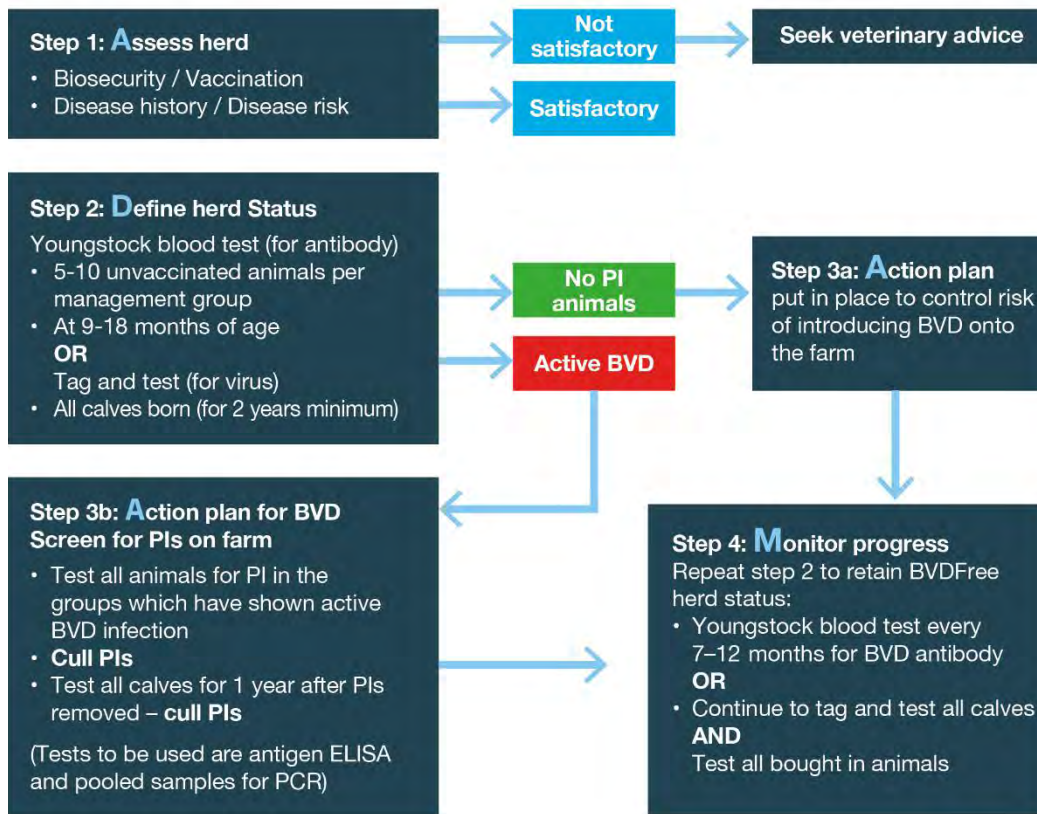 Step 1: Assess herd
• Biosecurity / Vaccination
• Disease history / Disease risk
Not
satisfactory
Satisfactory
Seek veterinary advice
Step 2: Define herd Status
Youngstock blood test (for antibody)
• 5-10 unvaccinated animals per
management group
• At 9-18 months of age
OR
Tag and test (for virus)
• All calves born (for 2 years minimum)
No PI
animals
Active BVD
Step 3a: Action plan
put in place to control risk
of introducing BVD onto
the farm
Step 3b: Action plan for BVD
Screen for PIs on farm
• Test all animals for PI in the
groups which have shown active
BVD infection
• Cull PIs
• Test all calves for 1 year after PIs
removed – cull PIs
(Tests to be used are antigen ELISA
and pooled samples for PCR)
Step 4: Monitor progress
Repeat step 2 to retain BVDFree
herd status:
• Youngstock blood test every
7–12 months for BVD antibody
OR
• Continue to tag and test all calves
AND
Test all bought in animals